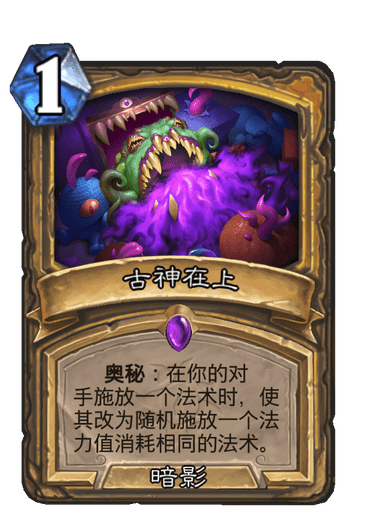 1
古神在上
奥秘：在你的对
手施放一个法术时，使
其改为随机施放一个法
力值消耗相同的法术。
暗影